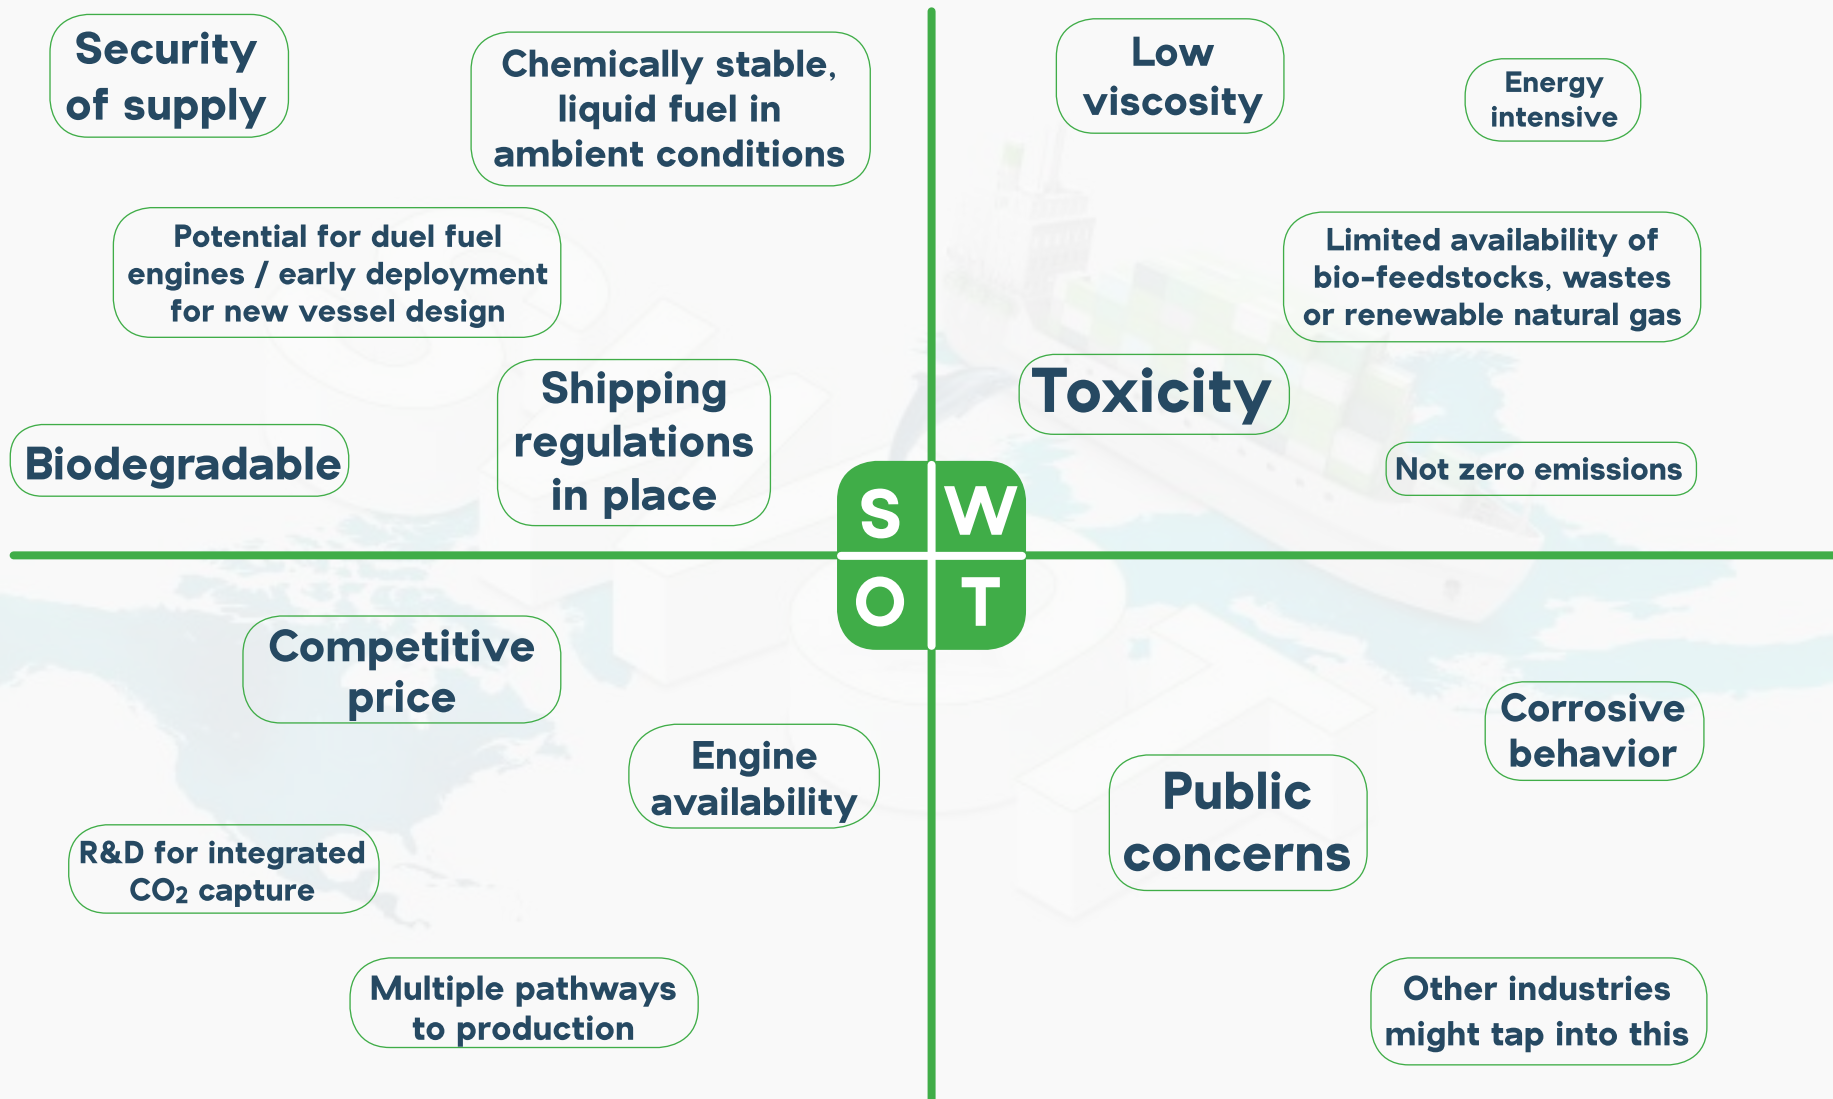 Security
of supply
Chemically stable,
liquid fuel in
ambient conditions
Potential for duel fuel
engines / early deployment
for new vessel design
Shipping
regulations
in place
Biodegradable
Low
viscosity
Energy
intensive
Limited availability of
bio-feedstocks, wastes
or renewable natural gas
Toxicity
Not zero emissions
S W
O T
Competitive
price
Engine
availability
R&D for integrated
CO₂ capture
Multiple pathways
to production
Corrosive
behavior
Public
concerns
Other industries
might tap into this